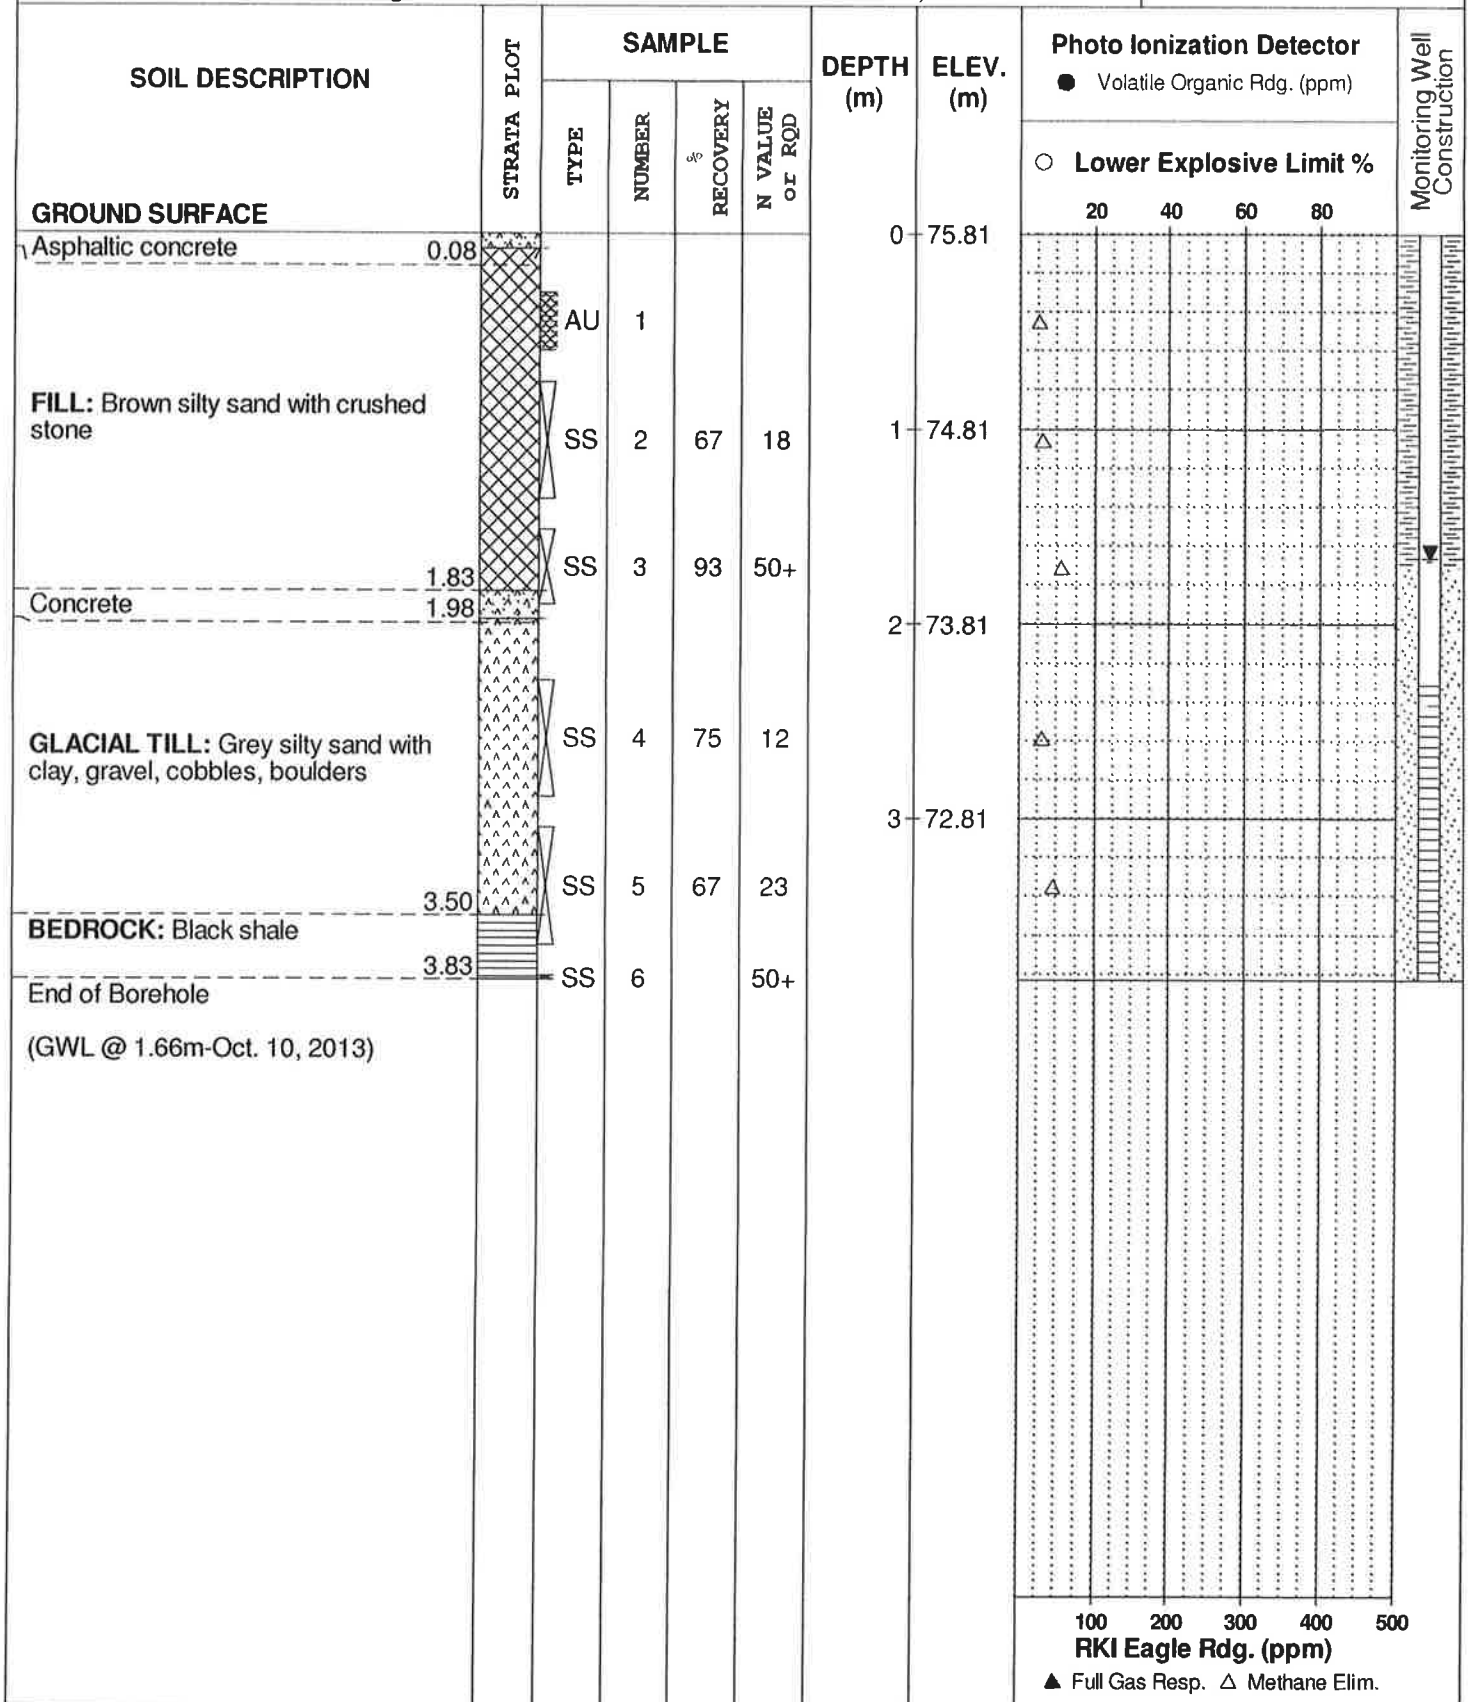 SOIL DESCRIPTION
GROUND SURFACE
STRATA PLOT
SAMPLE
TYPE
NUMBER
% RECOVERY
N VALUE
or RQD
DEPTH
(m)
ELEV.
(m)
Photo Ionization Detector
● Volatile Organic Rdg. (ppm)
○ Lower Explosive Limit %
20 40 60 80
Monitoring Well
Construction
0 75.81
Asphaltic concrete 0.08
AU 1
FILL: Brown silty sand with crushed
stone
SS 2 67 18
1 74.81
SS 3 93 50+
1.83
Concrete 1.98
2 73.81
GLACIAL TILL: Grey silty sand with
clay, gravel, cobbles, boulders
SS 4 75 12
3 72.81
SS 5 67 23
3.50
BEDROCK: Black shale
3.83
SS 6 50+
End of Borehole
(GWL @ 1.66m-Oct. 10, 2013)
100 200 300 400 500
RKI Eagle Rdg. (ppm)
▲ Full Gas Resp. △ Methane Elim.